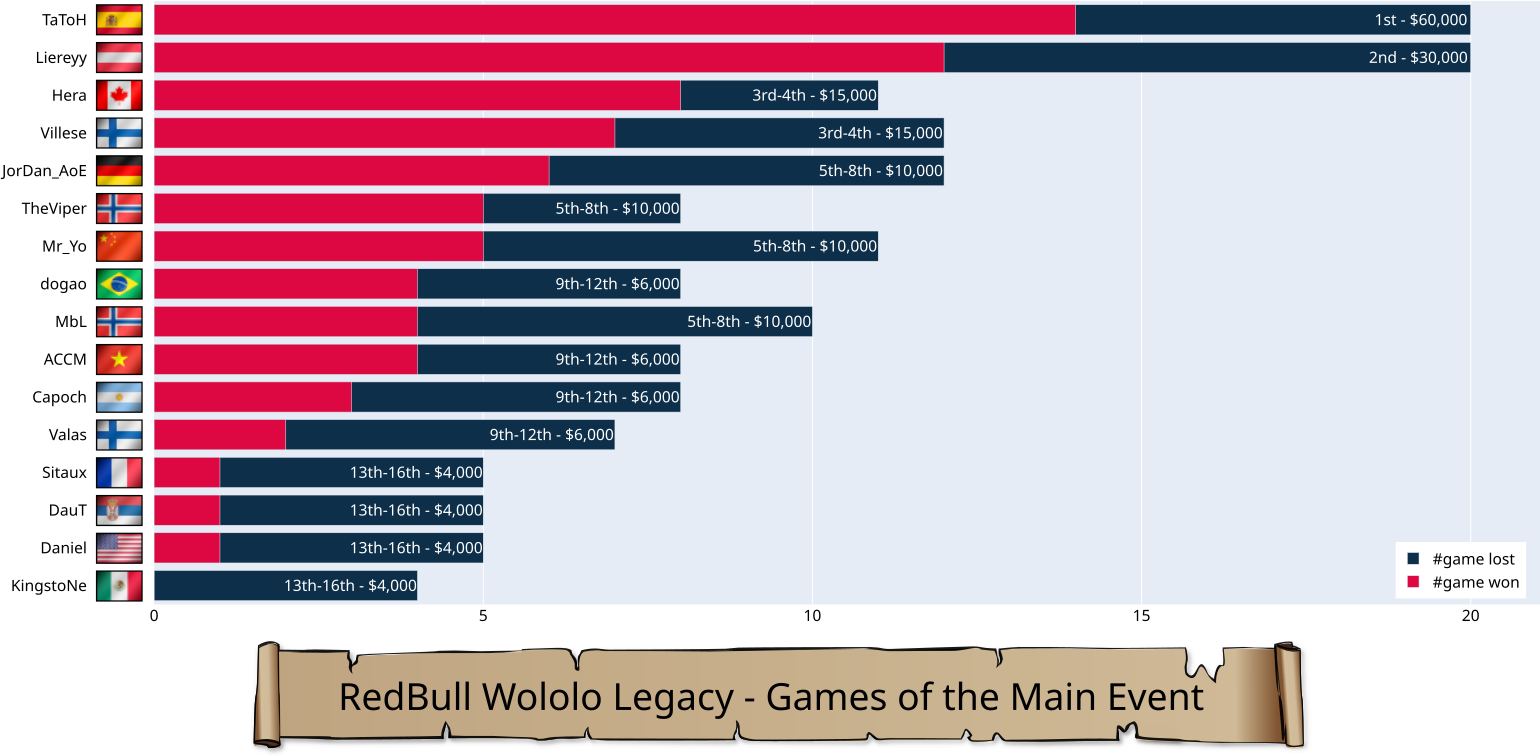 TaToH 1st - $60,000
Liereyy 2nd - $30,000
Hera 3rd-4th - $15,000
Villese 3rd-4th - $15,000
JorDan_AoE 5th-8th - $10,000
TheViper 5th-8th - $10,000
Mr_Yo 5th-8th - $10,000
dogao 9th-12th - $6,000
MbL 5th-8th - $10,000
ACCM 9th-12th - $6,000
Capoch 9th-12th - $6,000
Valas 9th-12th - $6,000
Sitaux 13th-16th - $4,000
DauT 13th-16th - $4,000
Daniel 13th-16th - $4,000
KingstoNe 13th-16th - $4,000
#game lost
#game won
0 5 10 15 20
RedBull Wololo Legacy - Games of the Main Event